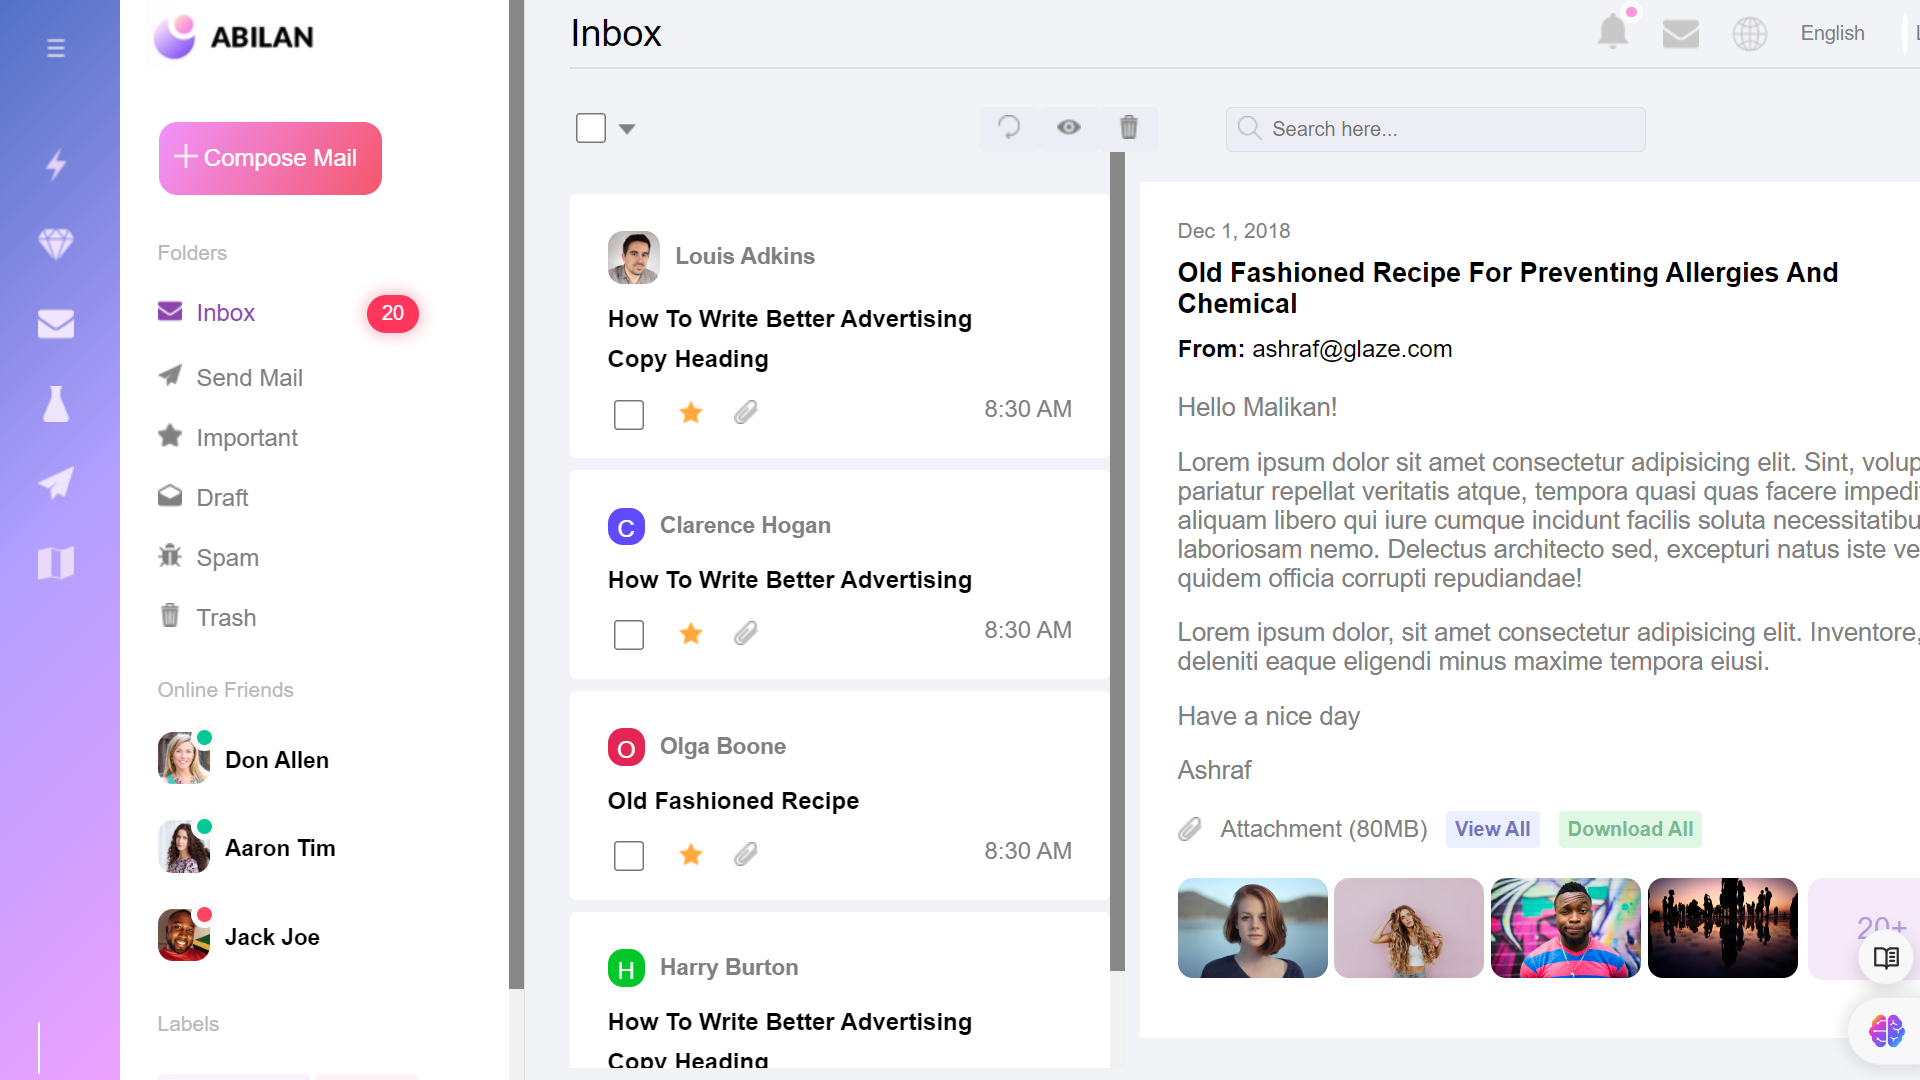 ABILAN
Compose Mail
Folders
Inbox
20
Send Mail
Important
Draft
Spam
Trash
Online Friends
Don Allen
Aaron Tim
Jack Joe
Labels
Inbox
English
Search here...
Louis Adkins
How To Write Better Advertising
Copy Heading
8:30 AM
C
Clarence Hogan
How To Write Better Advertising
8:30 AM
O
Olga Boone
Old Fashioned Recipe
8:30 AM
H
Harry Burton
How To Write Better Advertising
Copy Heading
Dec 1, 2018
Old Fashioned Recipe For Preventing Allergies And
Chemical
From: ashraf@glaze.com
Hello Malikan!
Lorem ipsum dolor sit amet consectetur adipisicing elit. Sint, volup
pariatur repellat veritatis atque, tempora quasi quas facere impedit
aliquam libero qui iure cumque incidunt facilis soluta necessitatibu
laboriosam nemo. Delectus architecto sed, excepturi natus iste ve
quidem officia corrupti repudiandae!
Lorem ipsum dolor, sit amet consectetur adipisicing elit. Inventore,
deleniti eaque eligendi minus maxime tempora eiusi.
Have a nice day
Ashraf
Attachment (80MB)
View All
Download All
20+